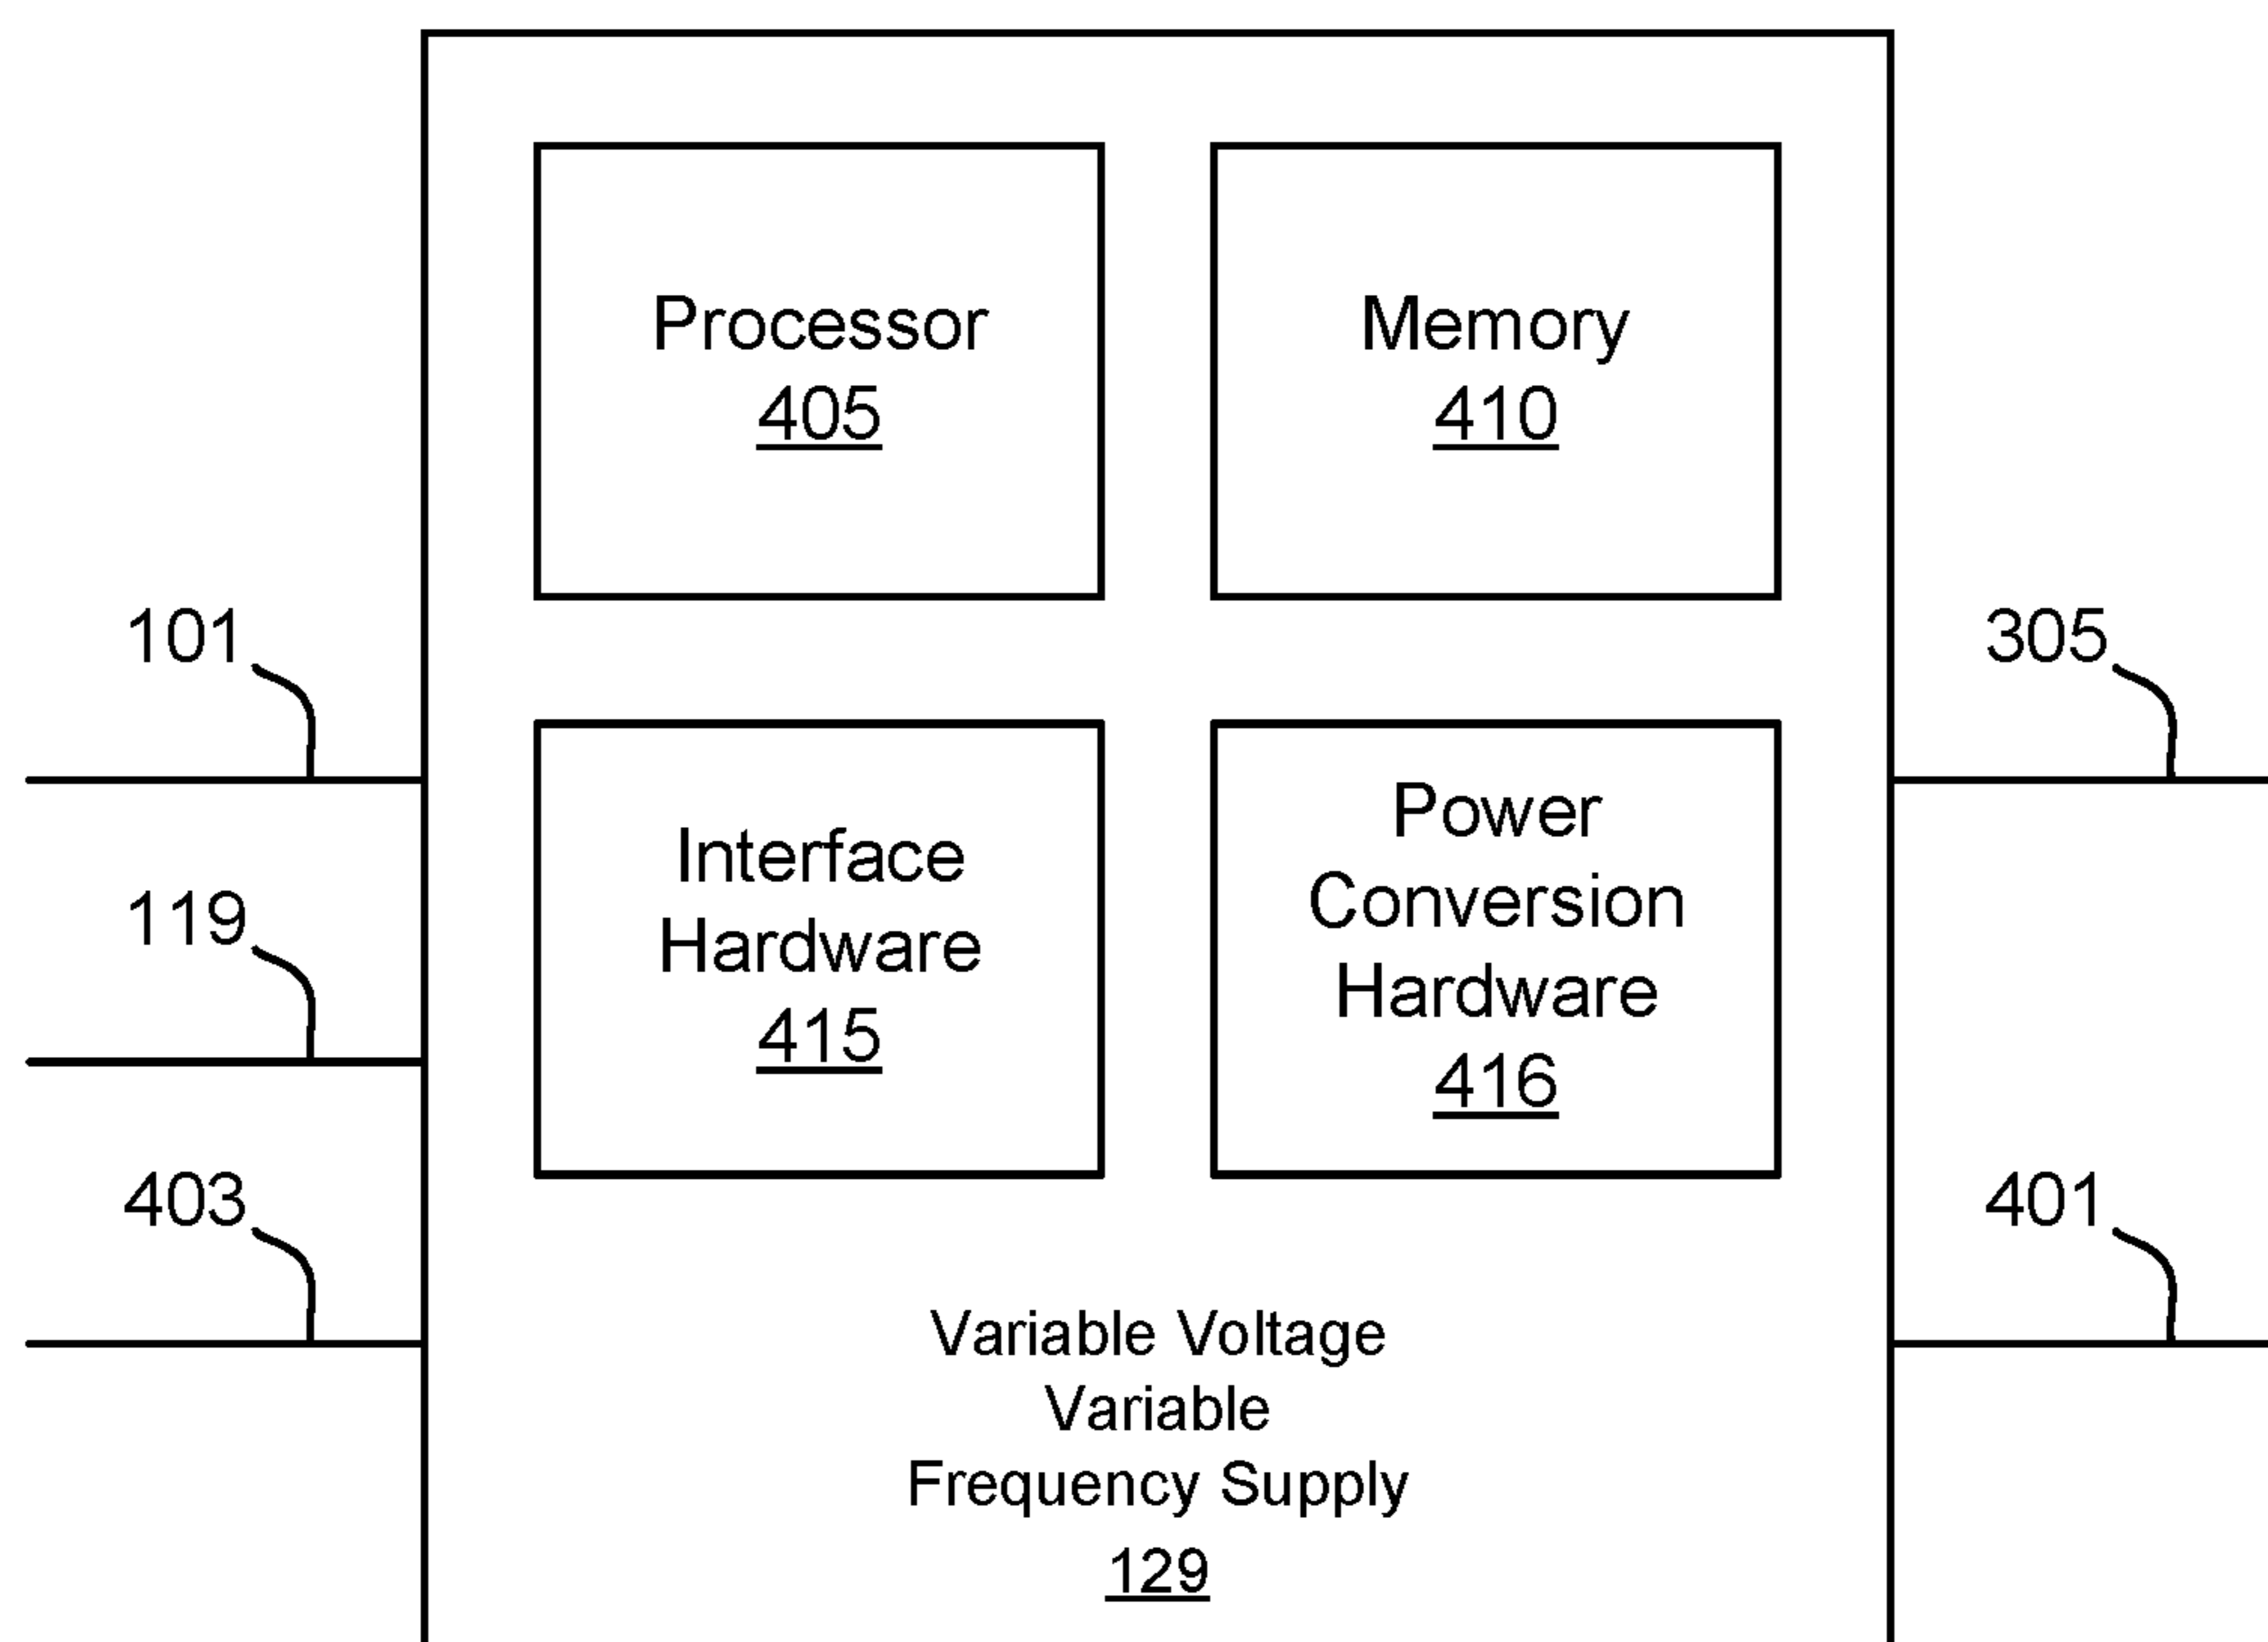 Processor
405
Memory
410
101
305
Interface
Hardware
415
Power
Conversion
Hardware
416
119
403
401
Variable Voltage
Variable
Frequency Supply
129